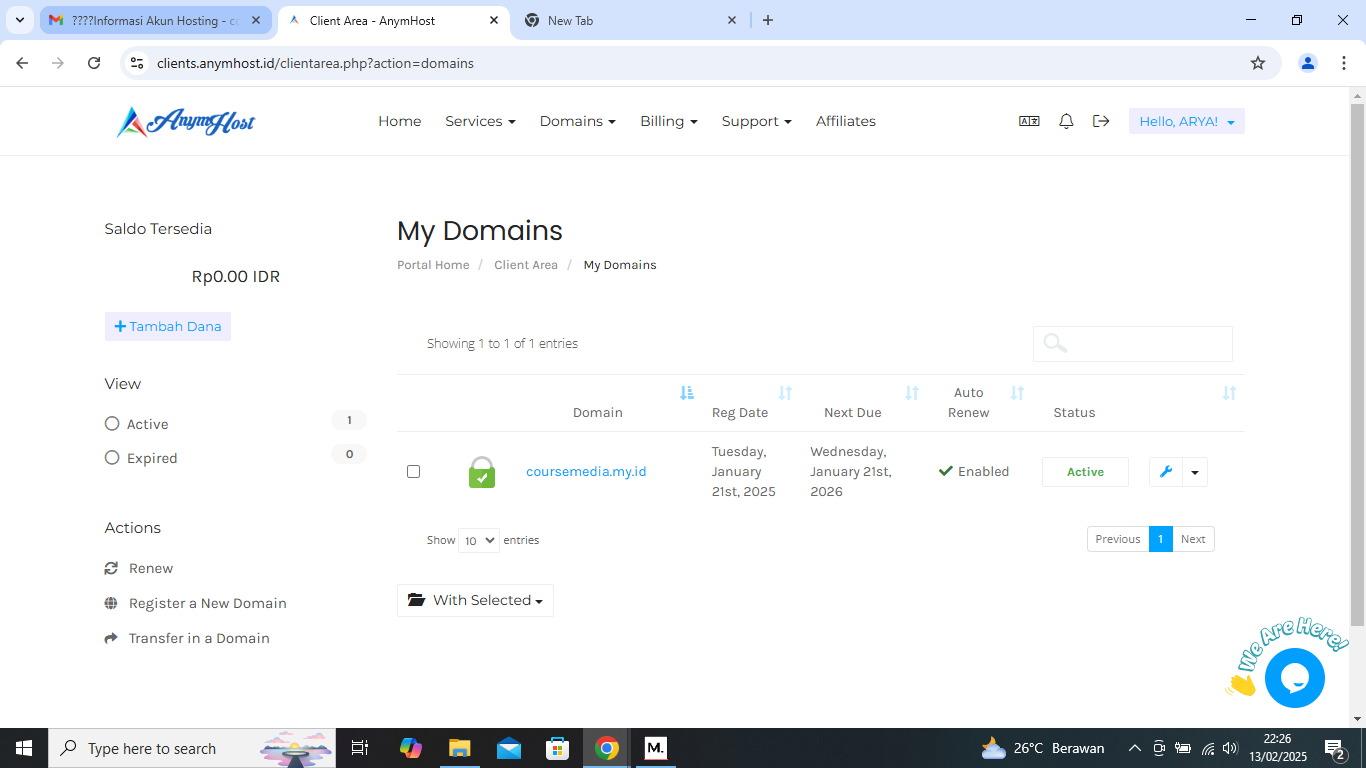 ????Informasi Akun Hosting - co
Client Area - AnymHost
New Tab
clients.anymhost.id/clientarea.php?action=domains
AnymHost
Home
Services
Domains
Billing
Support
Affiliates
Hello, ARYA!
Saldo Tersedia
Rp0.00 IDR
Tambah Dana
View
Active 1
Expired 0
Actions
Renew
Register a New Domain
Transfer in a Domain
My Domains
Portal Home / Client Area / My Domains
Showing 1 to 1 of 1 entries
Domain
Reg Date
Next Due
Auto
Renew
Status
coursemedia.my.id
Tuesday,
January
21st, 2025
Wednesday,
January 21st,
2026
Enabled
Active
Show 10 entries
Previous 1 Next
With Selected
We Are Here!
Type here to search
M.
26°C Berawan
22:26
13/02/2025
2